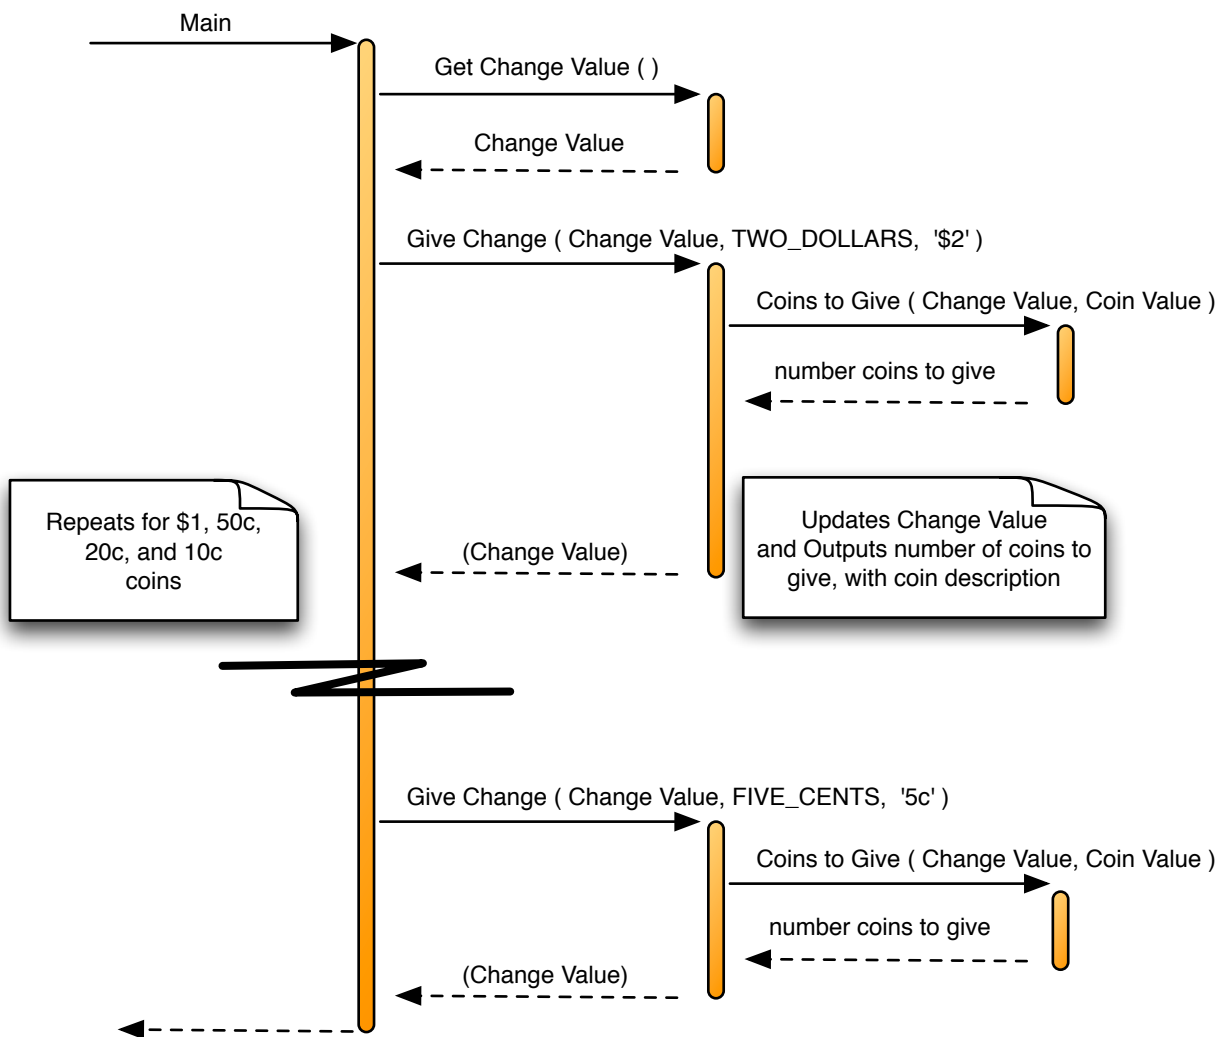 Main
Get Change Value ( )
Change Value
Give Change ( Change Value, TWO_DOLLARS,  '$2' )
Coins to Give ( Change Value, Coin Value )
number coins to give
Repeats for $1, 50c,
20c, and 10c
coins
(Change Value)
Updates Change Value
and Outputs number of coins to
give, with coin description
Give Change ( Change Value, FIVE_CENTS,  '5c' )
Coins to Give ( Change Value, Coin Value )
number coins to give
(Change Value)